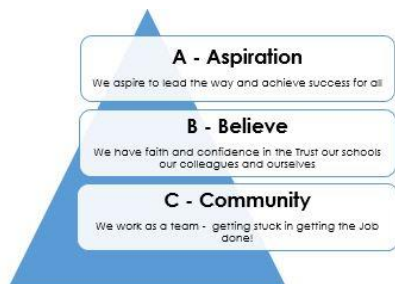 A - Aspiration
We aspire to lead the way and achieve success for all
B - Believe
We have faith and confidence in the Trust our schools
our colleagues and ourselves
C - Community
We work as a team - getting stuck in getting the Job
done!